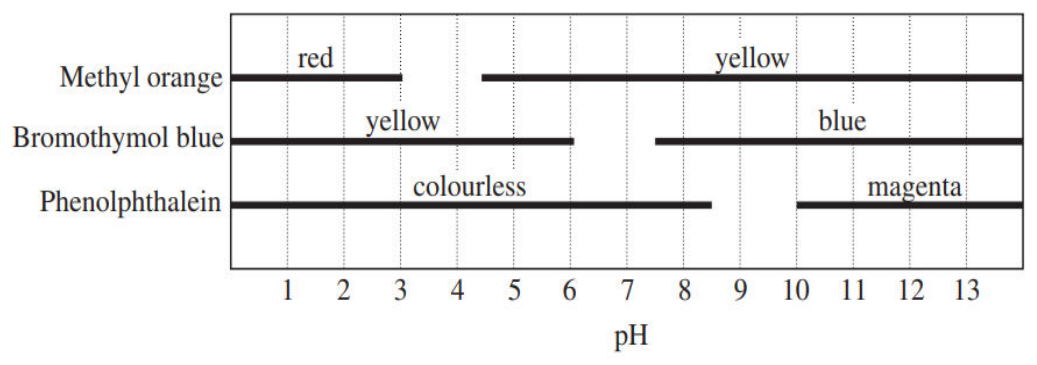 red yellow
Methyl orange
yellow blue
Bromothymol blue
colourless magenta
Phenolphthalein
1 2 3 4 5 6 7 8 9 10 11 12 13
pH